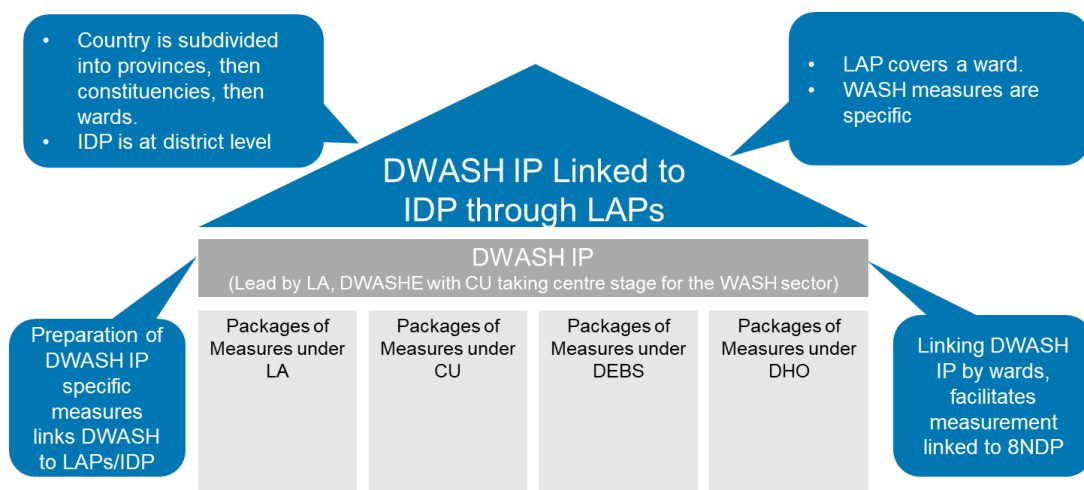 • Country is subdivided
into provinces, then
constituencies, then
wards.
• IDP is at district level
• LAP covers a ward.
• WASH measures are
specific
DWASH IP Linked to
IDP through LAPs
DWASH IP
(Lead by LA, DWASHE with CU taking centre stage for the WASH sector)
Preparation of
DWASH IP
specific
measures
links DWASH
to LAPs/IDP
Packages of
Measures under
LA
Packages of
Measures under
CU
Packages of
Measures under
DEBS
Packages of
Measures under
DHO
Linking DWASH
IP by wards,
facilitates
measurement
linked to 8NDP